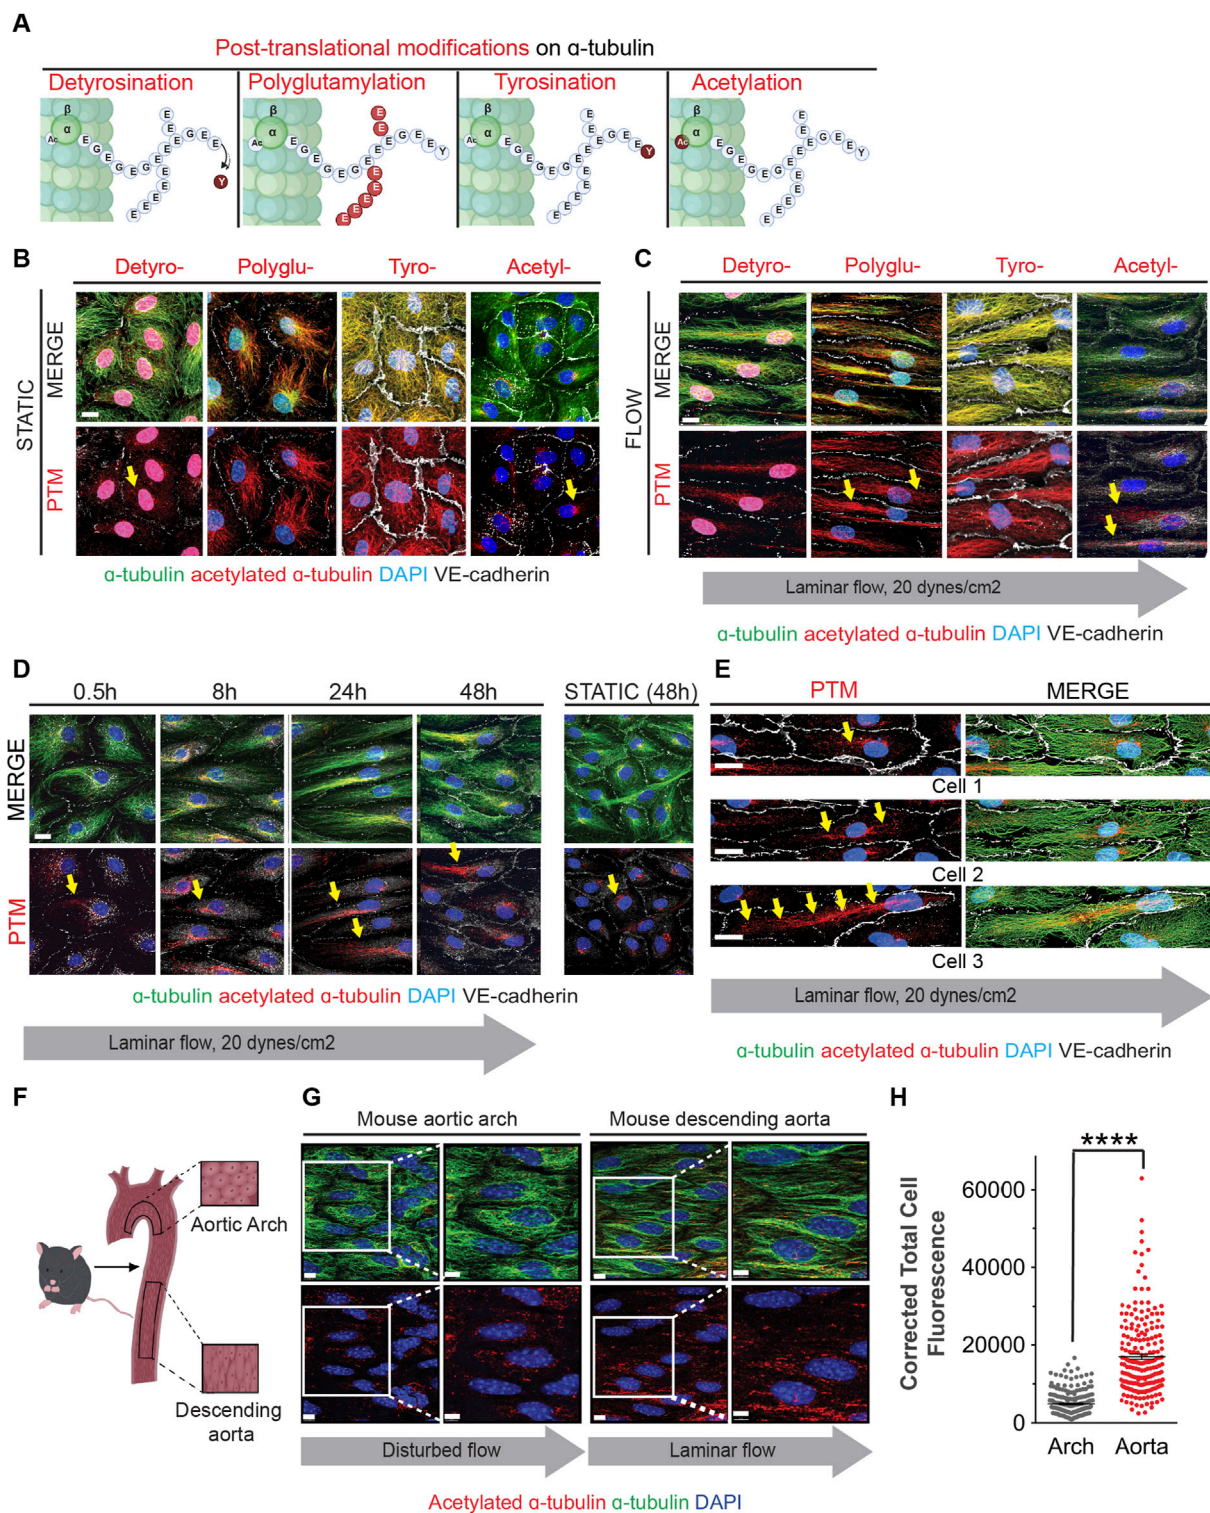 A
Post-translational modifications on α-tubulin
Detyrosination Polyglutamylation Tyrosination Acetylation
β α Ac E G E G E G E E E E G E E E E E E E E E Y
β α Ac E G E G E G E E E E G E E Y E E E E E E E
β α Ac E G E G E G E E E E G E E Y E E E E E E E
β α Ac E G E G E G E E E E G E E Y E E E E E E E
B
Detyro- Polyglu- Tyro- Acetyl-
STATIC
MERGE
PTM
α-tubulin acetylated α-tubulin DAPI VE-cadherin
C
Detyro- Polyglu- Tyro- Acetyl-
FLOW
MERGE
PTM
Laminar flow, 20 dynes/cm2
α-tubulin acetylated α-tubulin DAPI VE-cadherin
D
0.5h 8h 24h 48h STATIC (48h)
MERGE
PTM
α-tubulin acetylated α-tubulin DAPI VE-cadherin
Laminar flow, 20 dynes/cm2
E
PTM MERGE
Cell 1
Cell 2
Cell 3
Laminar flow, 20 dynes/cm2
α-tubulin acetylated α-tubulin DAPI VE-cadherin
F
Aortic Arch
Descending
aorta
G
Mouse aortic arch Mouse descending aorta
Disturbed flow Laminar flow
Acetylated α-tubulin α-tubulin DAPI
H
****
Corrected Total Cell
Fluorescence
60000
40000
20000
0
Arch Aorta